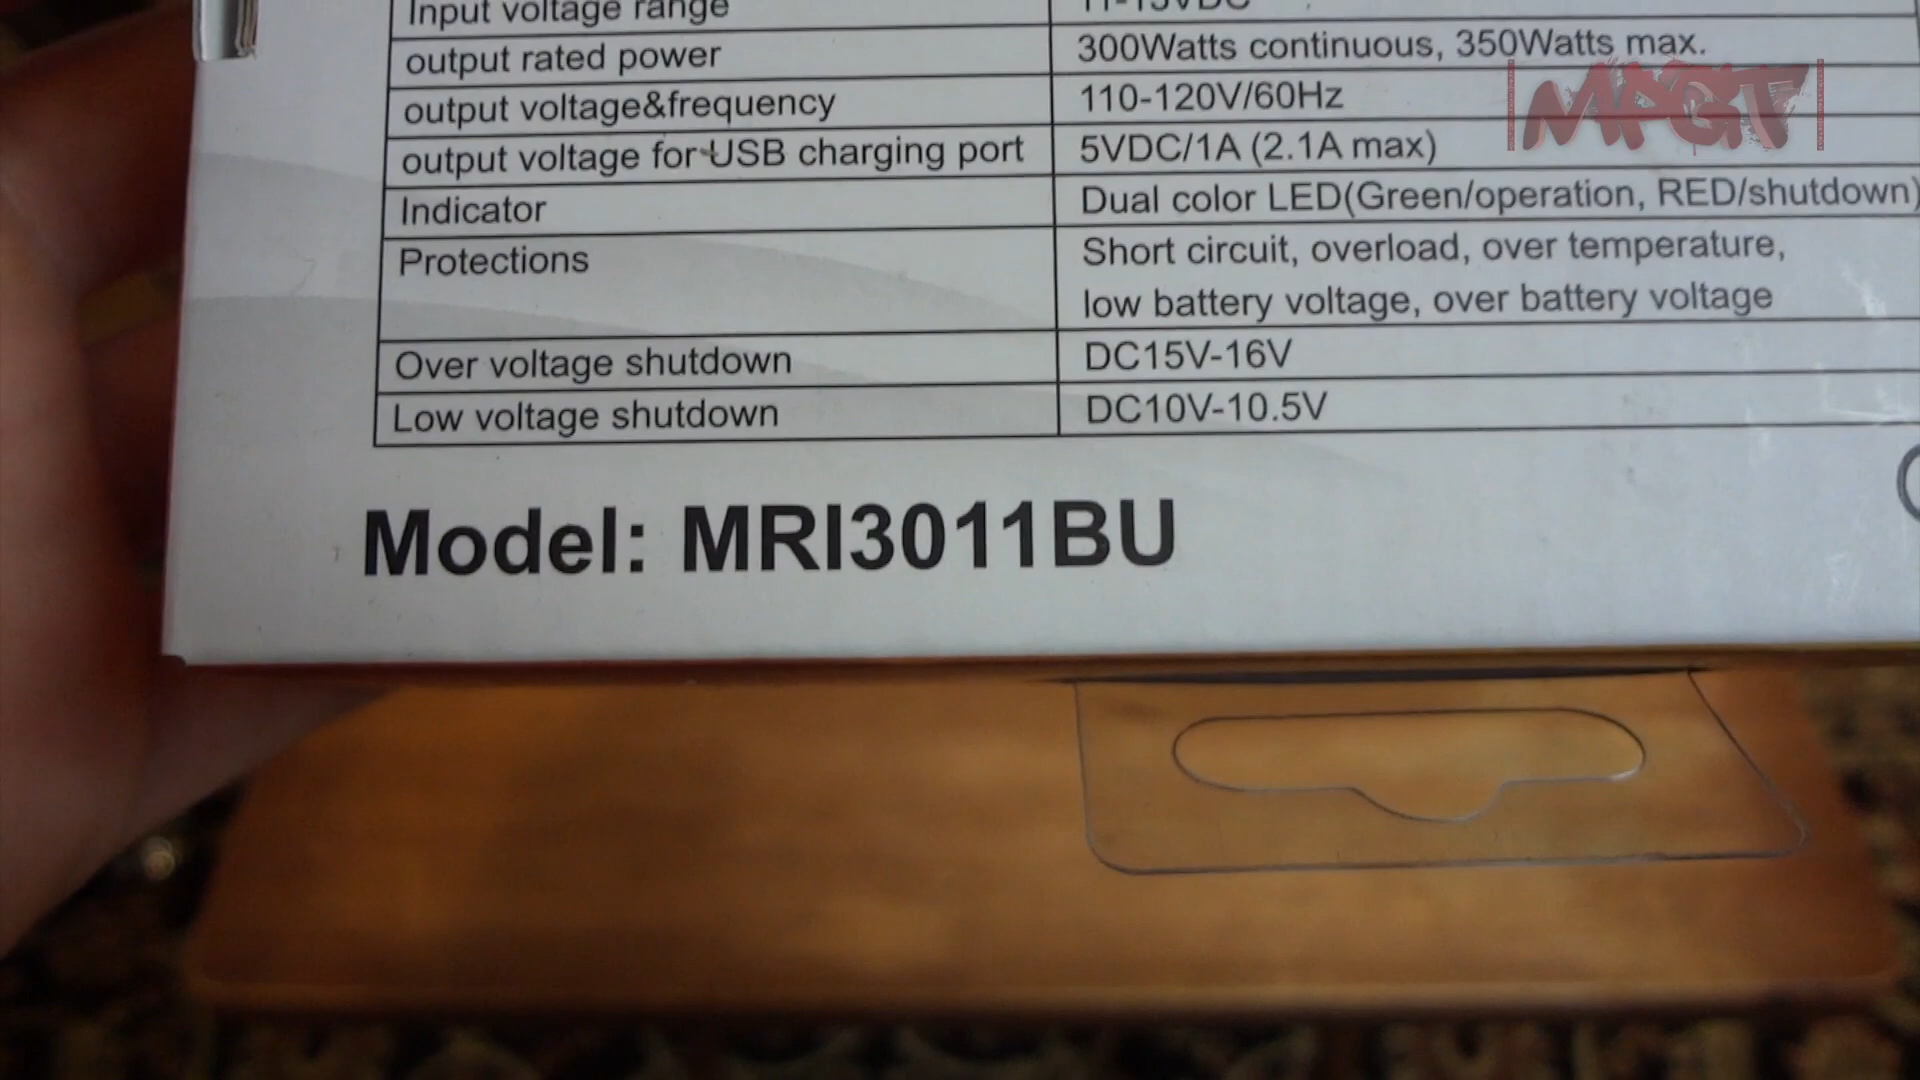 Input voltage range 11-15VDC
output rated power 300Watts continuous, 350Watts max.
output voltage&frequency 110-120V/60Hz
output voltage for USB charging port 5VDC/1A (2.1A max)
Indicator Dual color LED(Green/operation, RED/shutdown)
Protections Short circuit, overload, over temperature,
low battery voltage, over battery voltage
Over voltage shutdown DC15V-16V
Low voltage shutdown DC10V-10.5V
Model: MRI3011BU
MPGT